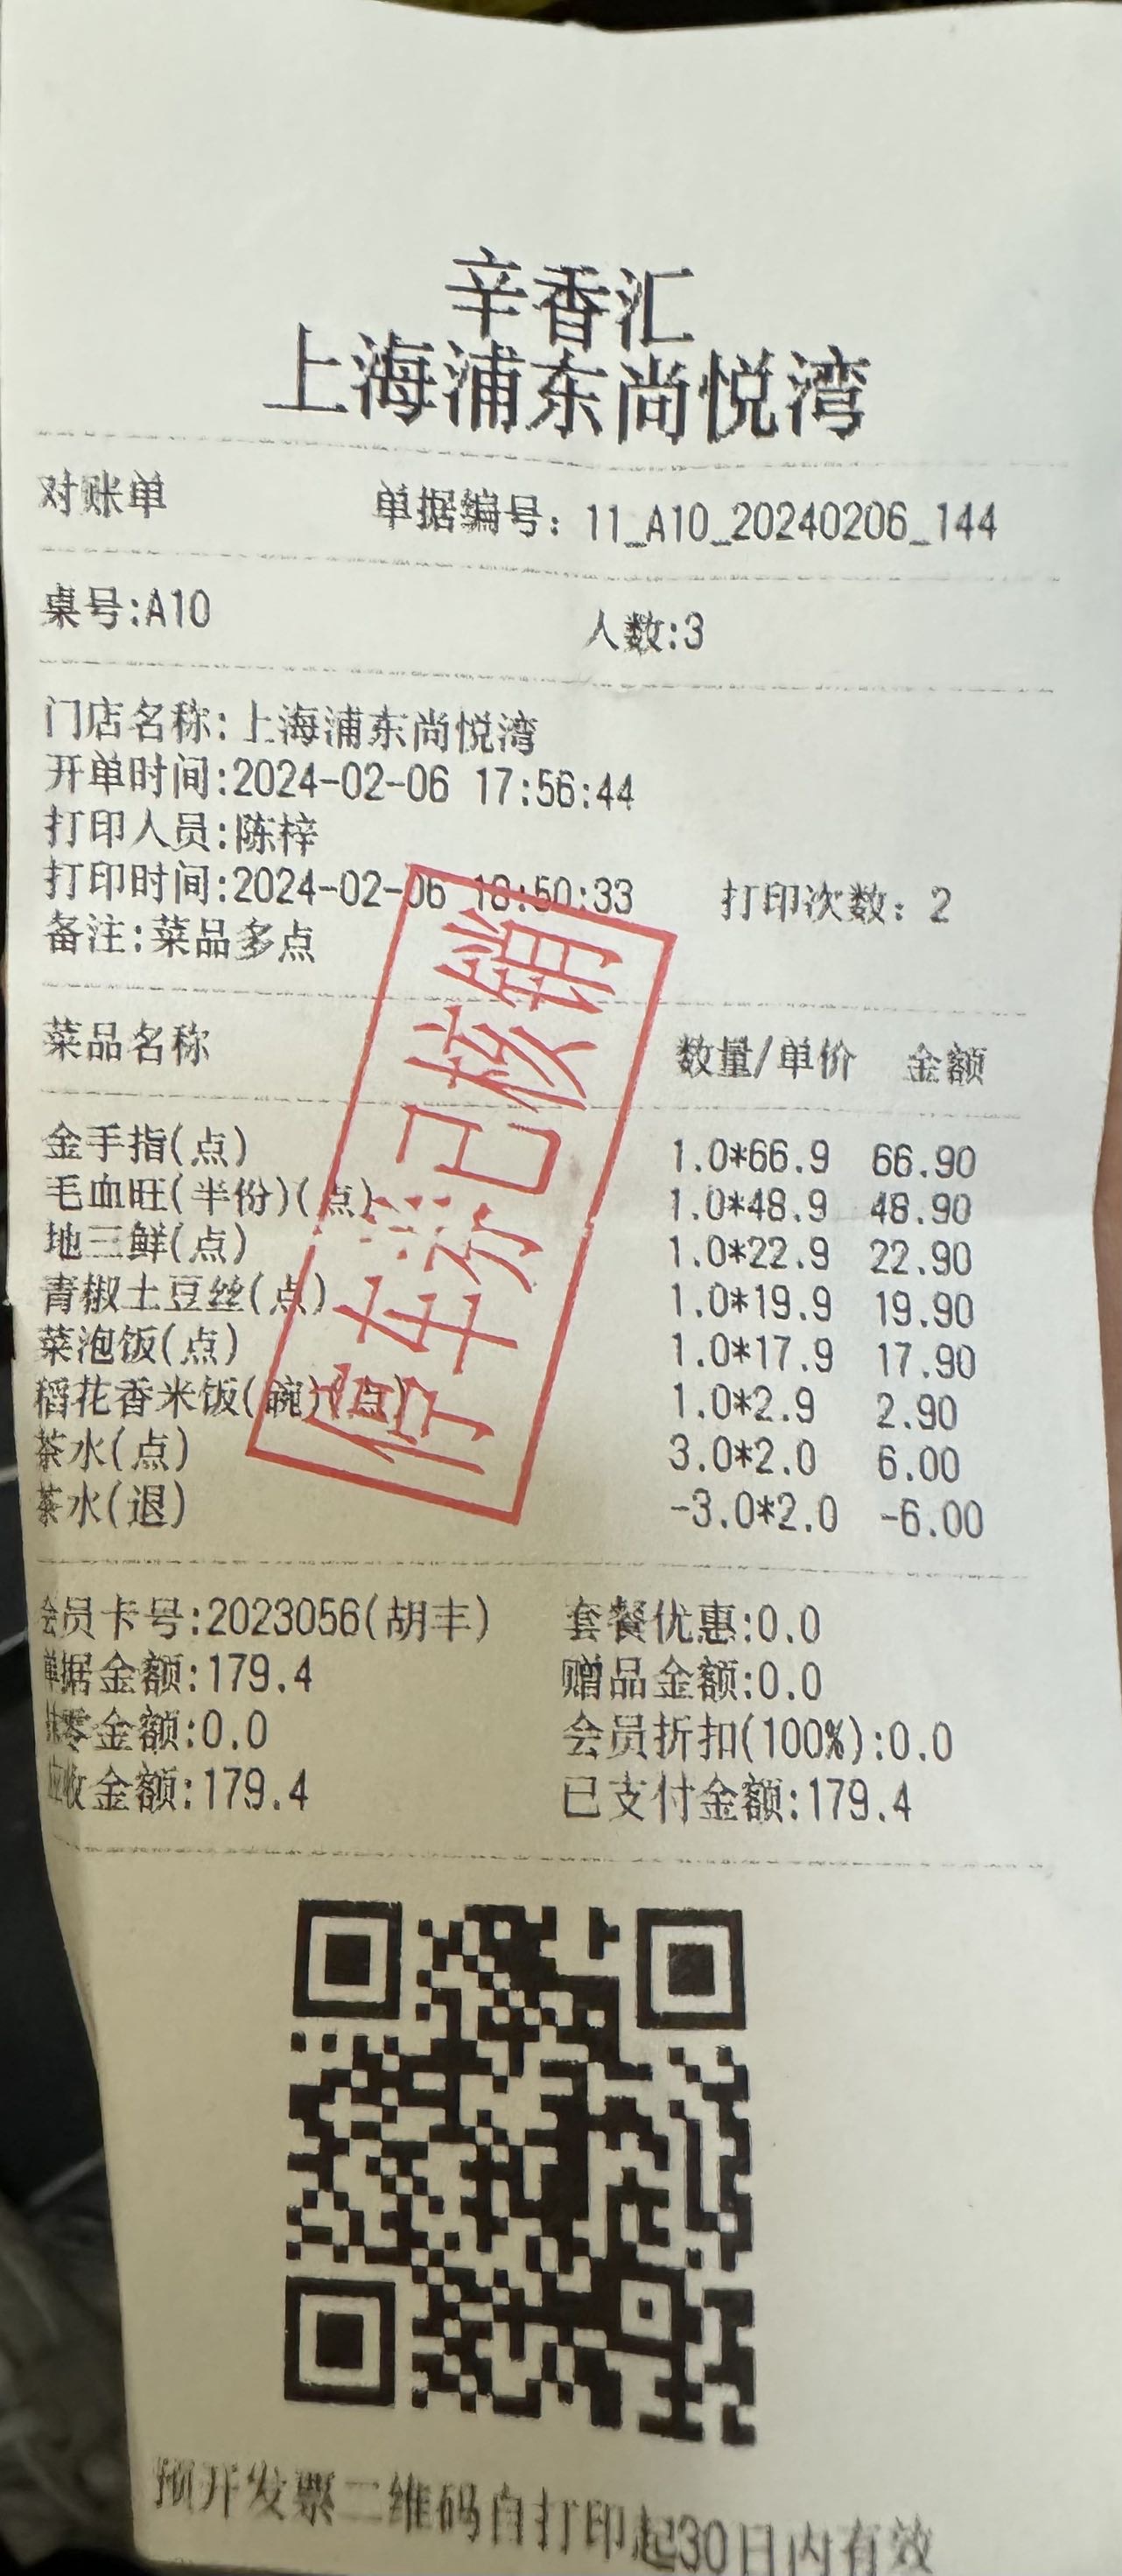 辛香汇
上海浦东尚悦湾
对账单 单据编号: 11_A10_20240206_144
桌号:A10 人数:3
门店名称:上海浦东尚悦湾
开单时间:2024-02-06 17:56:44
打印人员:陈梓
打印时间:2024-02-06 18:50:33 打印次数: 2
备注:菜品多点
菜品名称 数量/单价 金额
金手指(点) 1.0*66.9 66.90
毛血旺(半份)(点) 1.0*48.9 48.90
地三鲜(点) 1.0*22.9 22.90
青椒土豆丝(点) 1.0*19.9 19.90
菜泡饭(点) 1.0*17.9 17.90
稻花香米饭(碗)(点) 1.0*2.9 2.90
茶水(点) 3.0*2.0 6.00
茶水(退) -3.0*2.0 -6.00
停车券已核销
会员卡号:2023056(胡丰) 套餐优惠:0.0
单据金额:179.4 赠品金额:0.0
抹零金额:0.0 会员折扣(100%):0.0
应收金额:179.4 已支付金额:179.4
预开发票二维码自打印起30日内有效